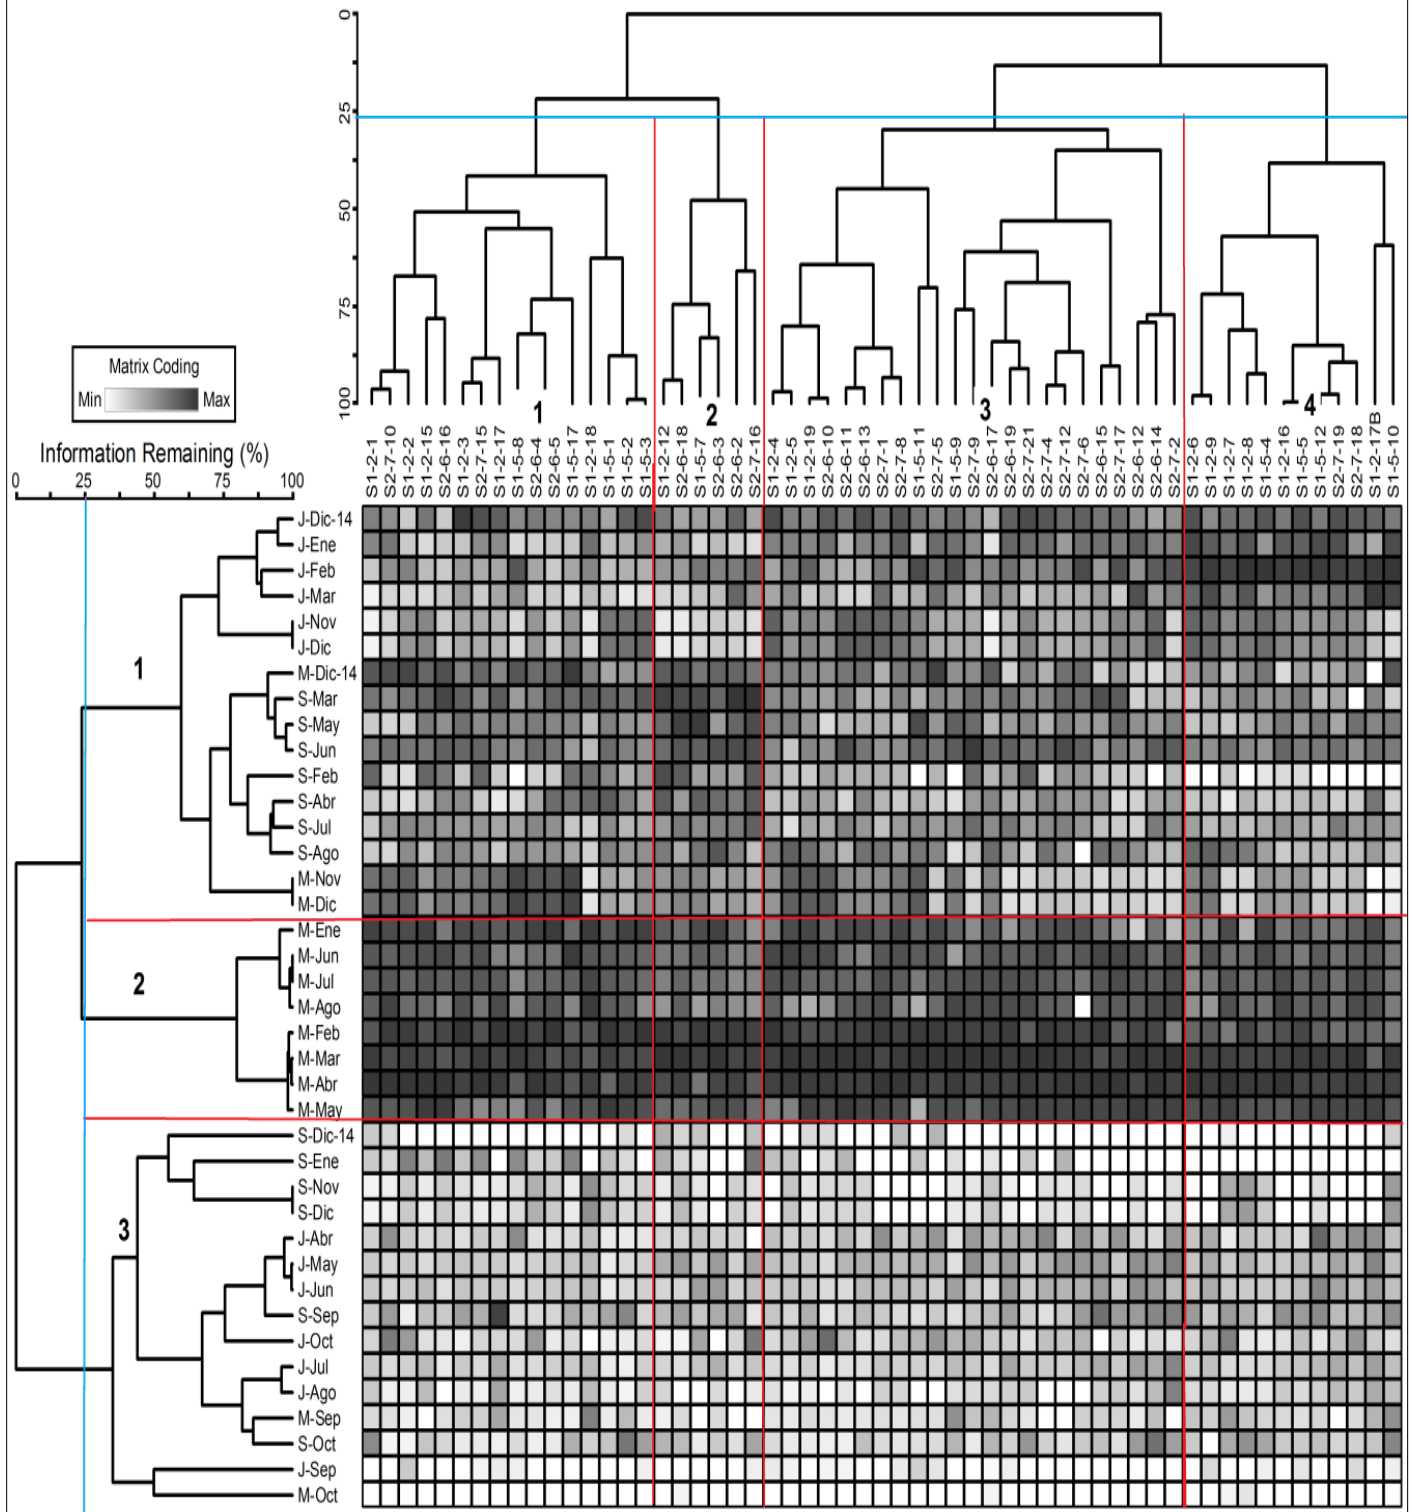 0
25
50
75
100
Matrix Coding
Min Max
Information Remaining (%)
0 25 50 75 100
1 2 3 4
S1-2-1
S2-7-10
S1-2-2
S1-2-15
S2-6-16
S1-2-3
S2-7-15
S2-1-17
S1-5-8
S2-6-4
S2-6-5
S1-5-17
S1-2-18
S1-5-1
S1-5-2
S1-5-3
S1-2-12
S2-6-18
S1-5-7
S2-6-3
S2-6-2
S2-7-16
S1-2-4
S1-2-5
S1-2-19
S2-6-10
S2-6-11
S2-6-13
S2-7-1
S2-7-8
S1-5-11
S2-7-5
S1-5-9
S2-7-9
S2-6-17
S2-6-19
S2-7-21
S2-7-4
S2-7-12
S2-7-6
S2-6-15
S2-7-17
S2-6-12
S2-6-14
S2-7-2
S1-2-6
S1-2-9
S1-2-7
S1-2-8
S1-5-4
S1-2-16
S1-5-5
S1-5-12
S2-7-19
S2-7-18
S1-2-17B
S1-5-10
J-Dic-14
J-Ene
J-Feb
J-Mar
J-Nov
J-Dic
1
M-Dic-14
S-Mar
S-May
S-Jun
S-Feb
S-Abr
S-Jul
S-Ago
M-Nov
M-Dic
M-Ene
M-Jun
2
M-Jul
M-Ago
M-Feb
M-Mar
M-Abr
M-May
S-Dic-14
S-Ene
S-Nov
S-Dic
3
J-Abr
J-May
J-Jun
S-Sep
J-Oct
J-Jul
J-Ago
M-Sep
S-Oct
J-Sep
M-Oct